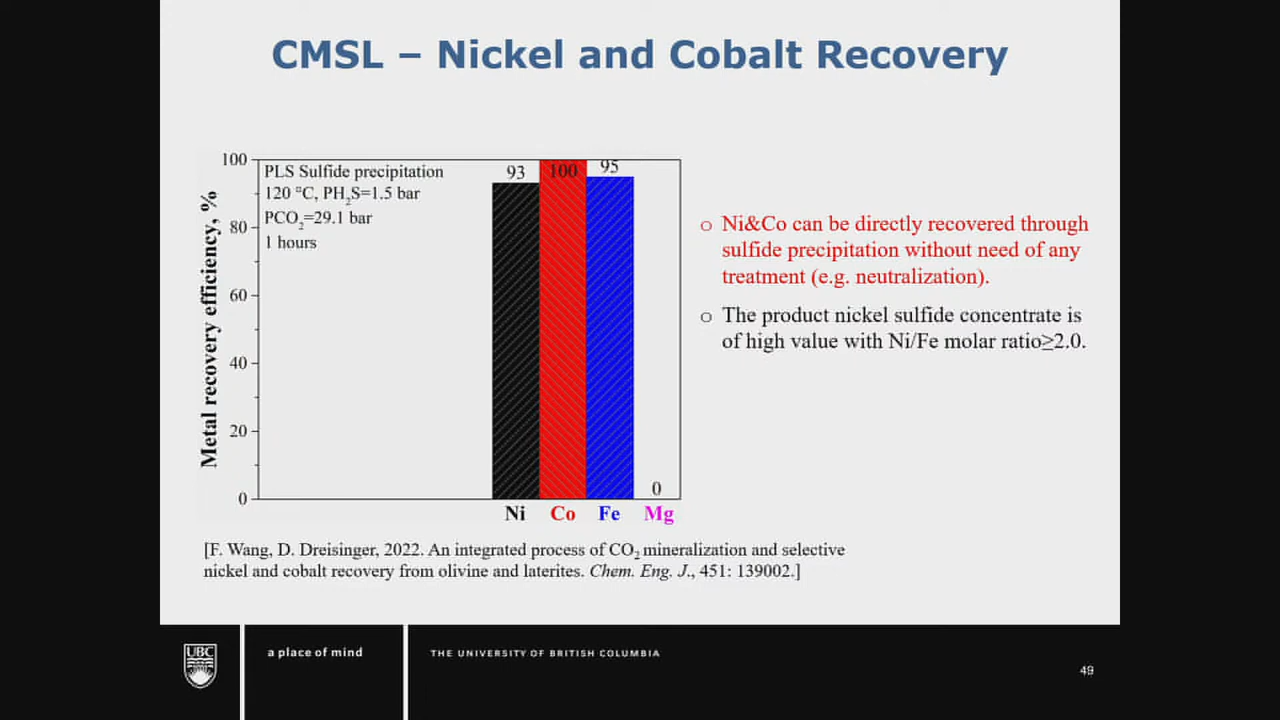 CMSL – Nickel and Cobalt Recovery
Metal recovery efficiency, %
100
80
60
40
20
0
PLS Sulfide precipitation
120 °C, PH₂S=1.5 bar
PCO₂=29.1 bar
1 hours
93
100
95
0
Ni
Co
Fe
Mg
o Ni&Co can be directly recovered through
sulfide precipitation without need of any
treatment (e.g. neutralization).
o The product nickel sulfide concentrate is
of high value with Ni/Fe molar ratio≥2.0.
[F. Wang, D. Dreisinger, 2022. An integrated process of CO₂ mineralization and selective
nickel and cobalt recovery from olivine and laterites. Chem. Eng. J., 451: 139002.]
UBC
a place of mind
THE UNIVERSITY OF BRITISH COLUMBIA
49